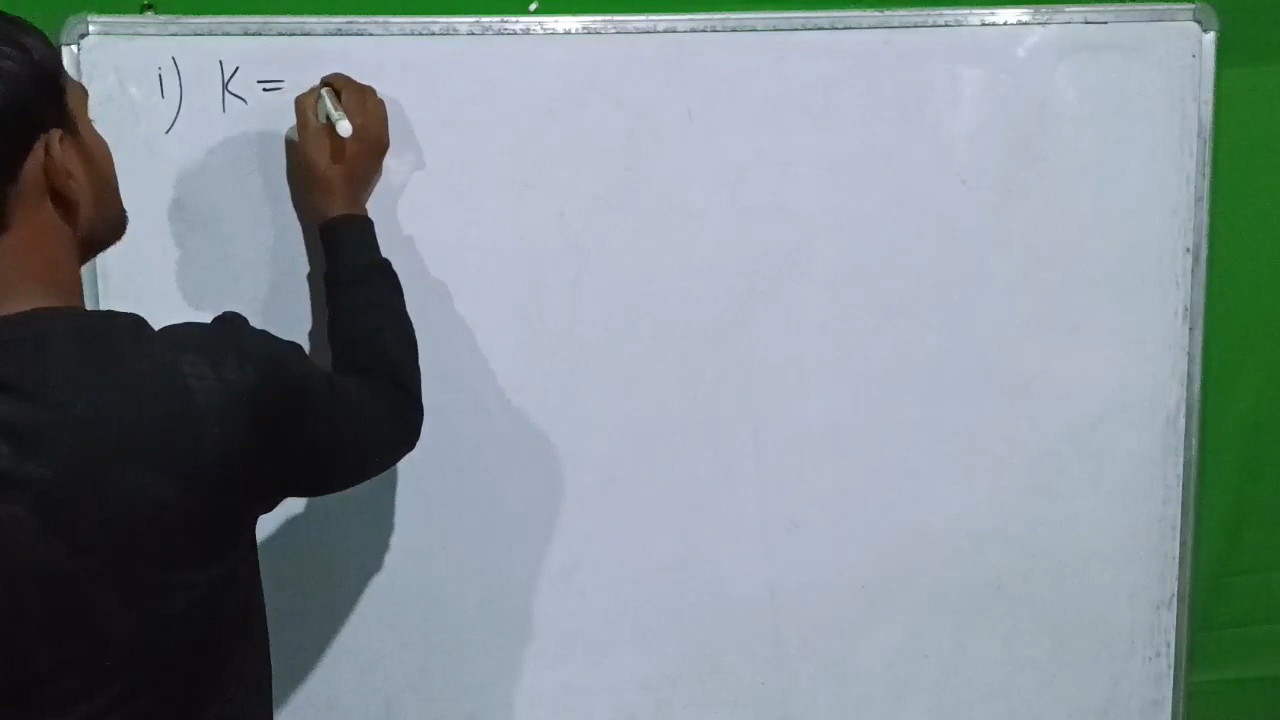 i) K =